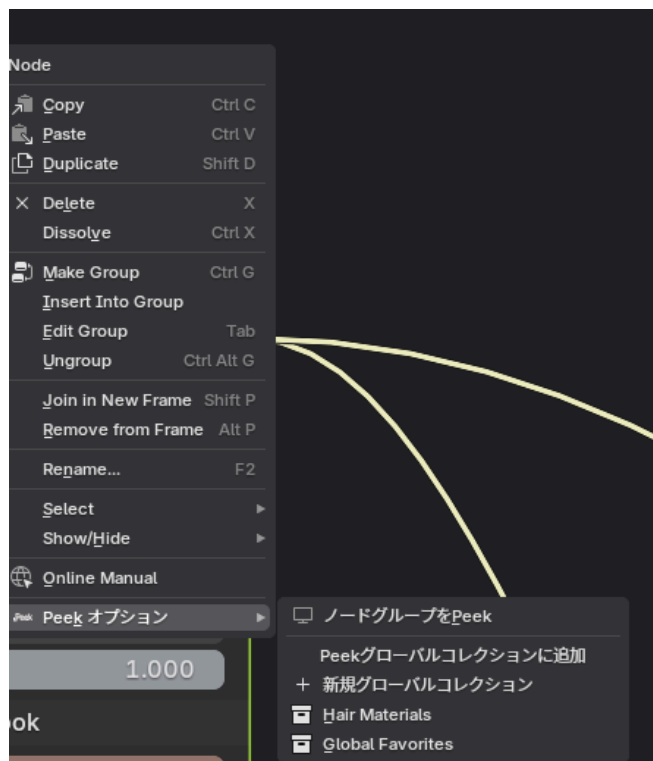 Node
Copy Ctrl C
Paste Ctrl V
Duplicate Shift D
Delete X
Dissolve Ctrl X
Make Group Ctrl G
Insert Into Group
Edit Group Tab
Ungroup Ctrl Alt G
Join in New Frame Shift P
Remove from Frame Alt P
Rename... F2
Select
Show/Hide
Online Manual
Peek Peek オプション
ノードグループをPeek
Peekグローバルコレクションに追加
新規グローバルコレクション
Hair Materials
Global Favorites
1.000
ook